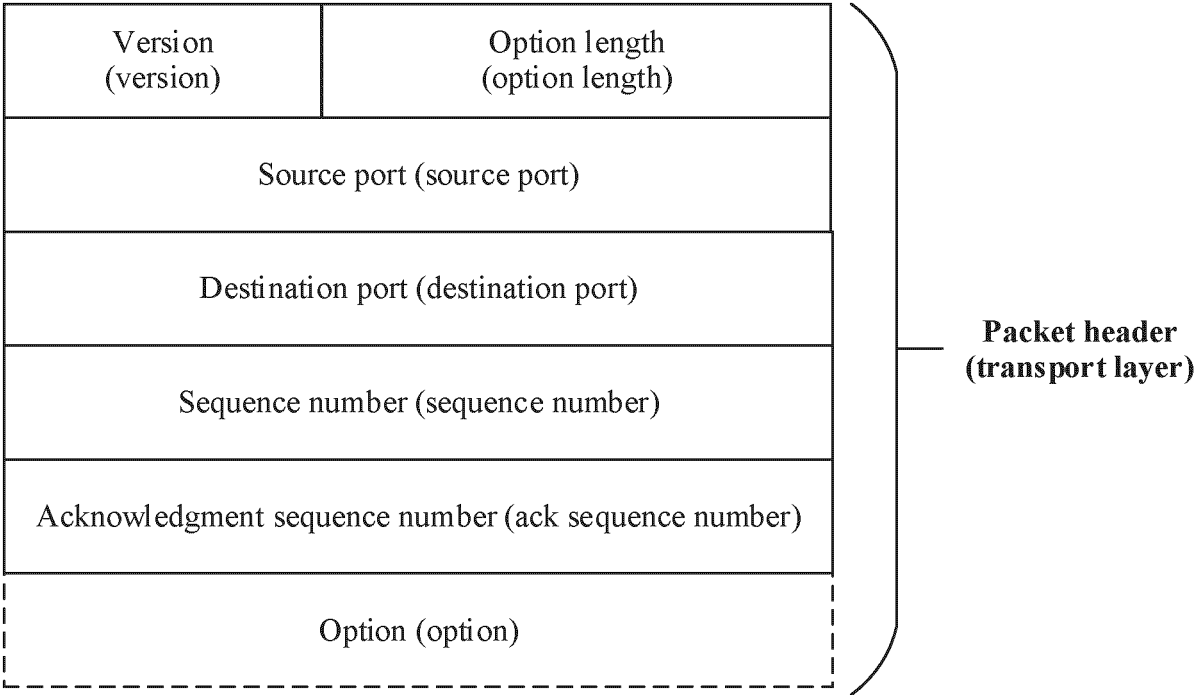 Version
(version)
Option length
(option length)
Source port (source port)
Destination port (destination port)
Sequence number (sequence number)
Acknowledgment sequence number (ack sequence number)
Option (option)
Packet header
(transport layer)